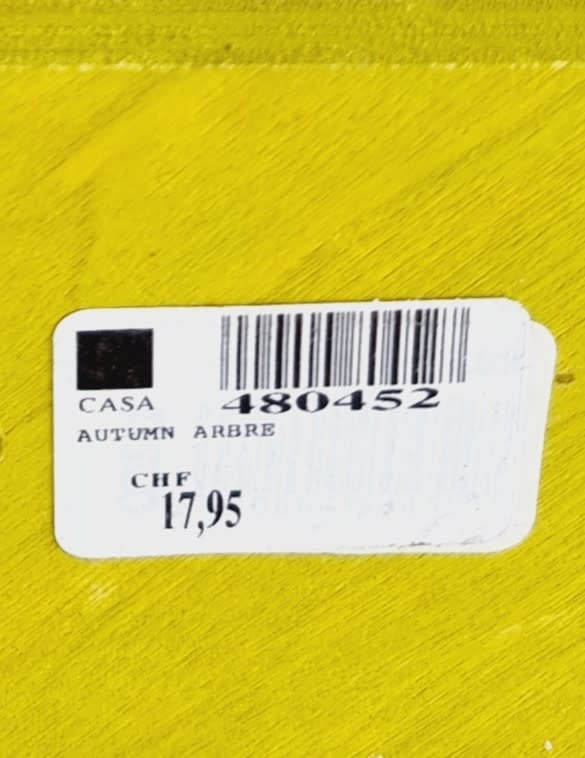 480452
CASA
AUTUMN ARBRE
CHF
17,95